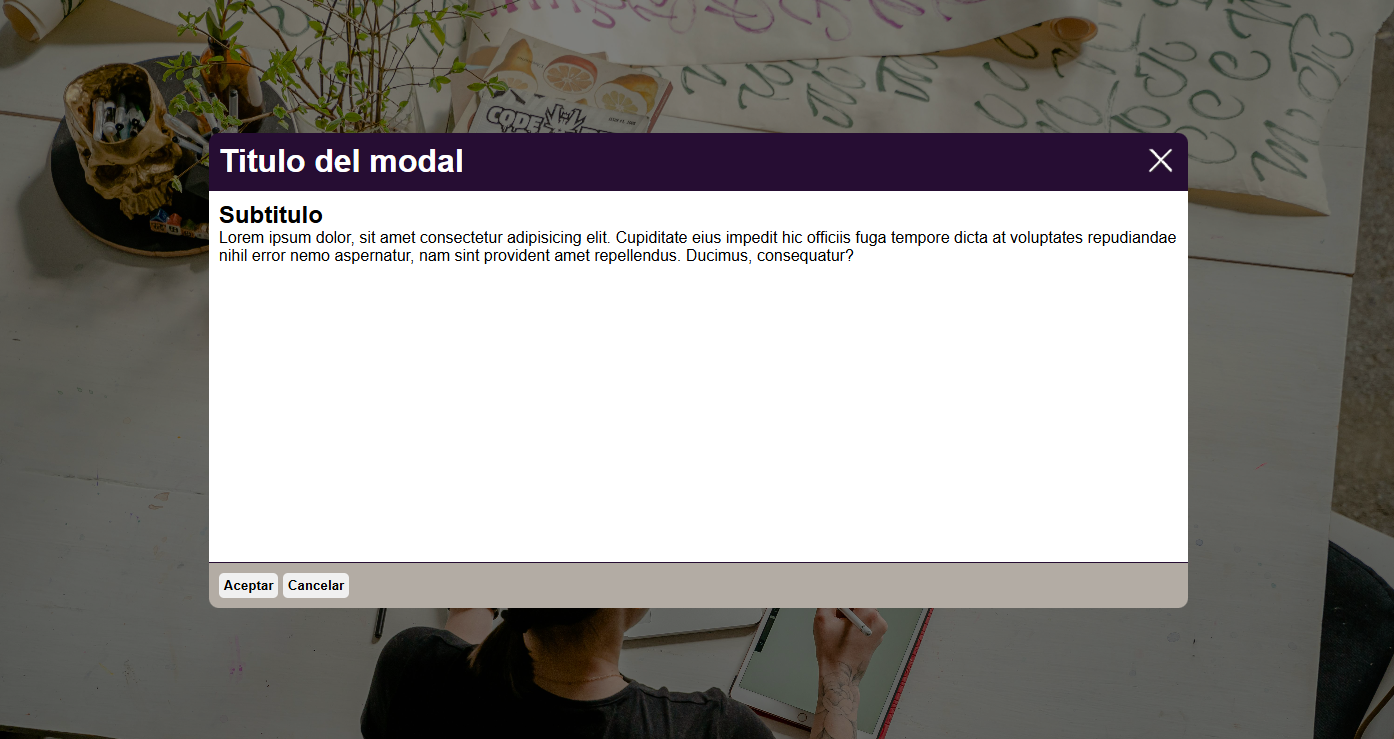 Titulo del modal
Subtitulo
Lorem ipsum dolor, sit amet consectetur adipisicing elit. Cupiditate eius impedit hic officiis fuga tempore dicta at voluptates repudiandae
nihil error nemo aspernatur, nam sint provident amet repellendus. Ducimus, consequatur?
Aceptar Cancelar